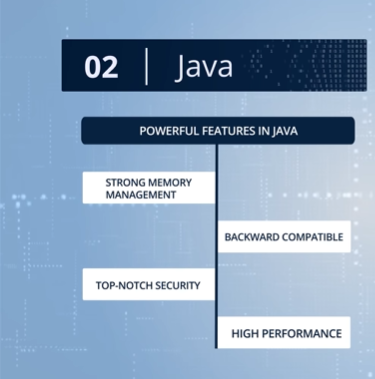 02 | Java
POWERFUL FEATURES IN JAVA
STRONG MEMORY
MANAGEMENT
BACKWARD COMPATIBLE
TOP-NOTCH SECURITY
HIGH PERFORMANCE